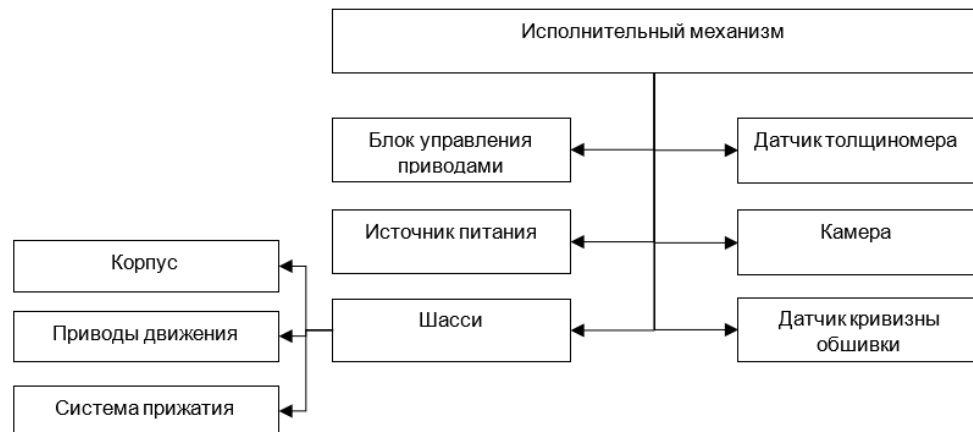 Исполнительный механизм
Блок управления
приводами
Датчик толщиномера
Источник питания
Камера
Корпус
Шасси
Датчик кривизны
обшивки
Приводы движения
Система прижатия